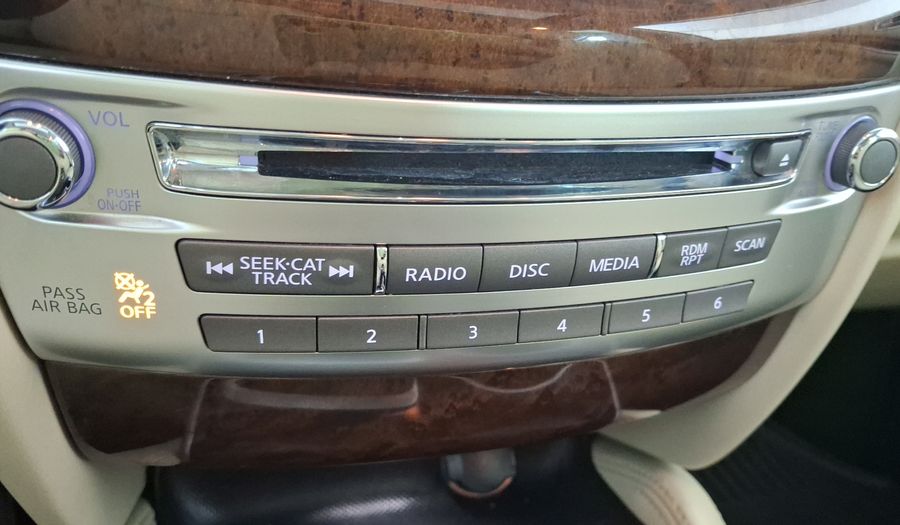 VOL
PUSH
ON·OFF
SEEK·CAT
TRACK
RADIO
DISC
MEDIA
RDM
RPT
SCAN
PASS
AIR BAG
2
OFF
1
2
3
4
5
6